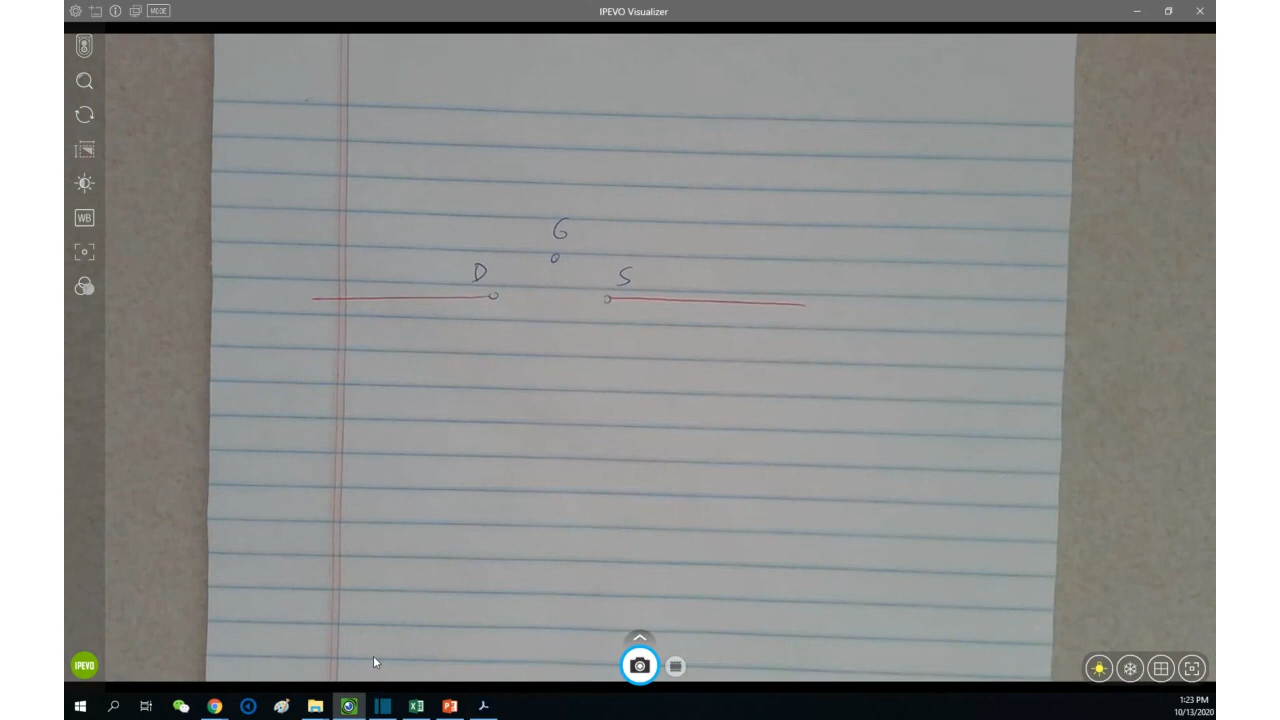 IPEVO Visualizer
MODE
WB
G
D
S
IPEVO
1:23 PM
10/13/2020